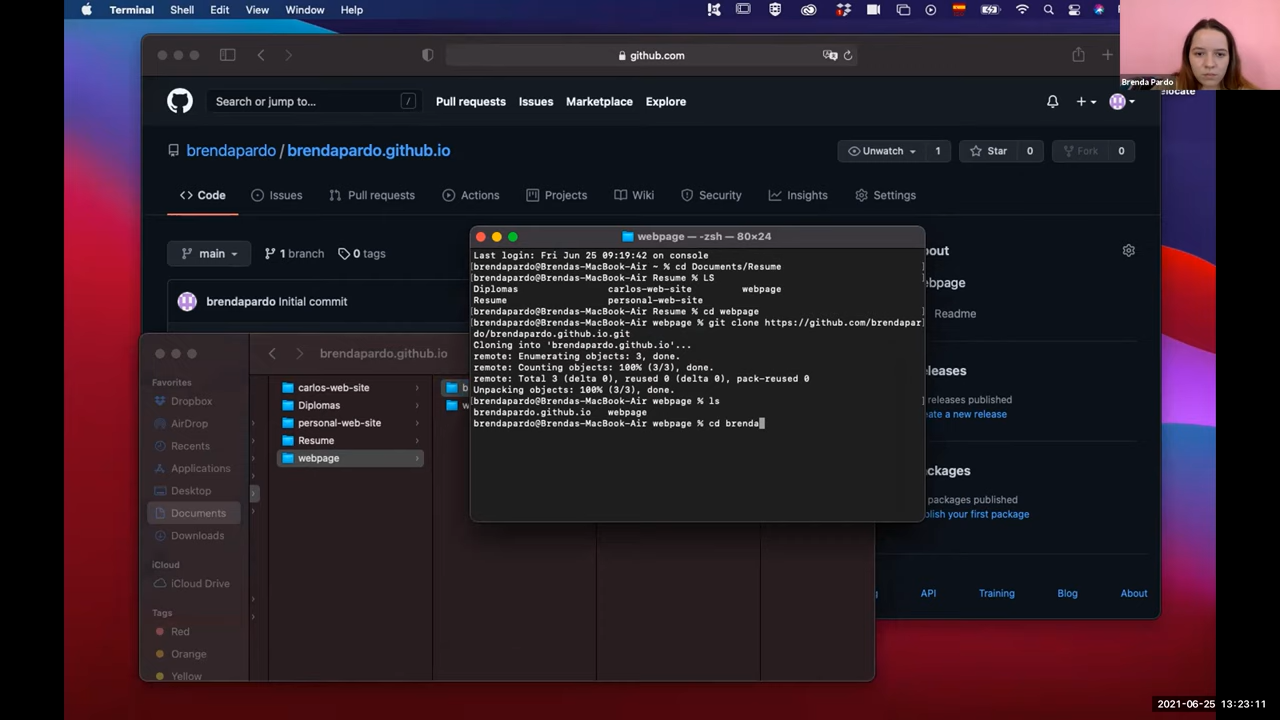 Terminal Shell Edit View Window Help
Brenda Pardo
elocate
github.com
Search or jump to... / Pull requests Issues Marketplace Explore
brendapardo / brendapardo.github.io
Unwatch 1 Star 0 Fork 0
Code Issues Pull requests Actions Projects Wiki Security Insights Settings
main 1 branch 0 tags
brendapardo Initial commit
bout
ebpage
Readme
eleases
releases published
eate a new release
ackages
packages published
blish your first package
API Training Blog About
webpage — -zsh — 80×24
Last login: Fri Jun 25 09:19:42 on console
[brendapardo@Brendas-MacBook-Air ~ % cd Documents/Resume ]
[brendapardo@Brendas-MacBook-Air Resume % LS ]
Diplomas carlos-web-site webpage
Resume personal-web-site
[brendapardo@Brendas-MacBook-Air Resume % cd webpage ]
[brendapardo@Brendas-MacBook-Air webpage % git clone https://github.com/brendapar]
do/brendapardo.github.io.git
Cloning into 'brendapardo.github.io'...
remote: Enumerating objects: 3, done.
remote: Counting objects: 100% (3/3), done.
remote: Total 3 (delta 0), reused 0 (delta 0), pack-reused 0
Unpacking objects: 100% (3/3), done.
[brendapardo@Brendas-MacBook-Air webpage % ls ]
brendapardo.github.io webpage
brendapardo@Brendas-MacBook-Air webpage % cd brenda
brendapardo.github.io
Favorites
Dropbox
AirDrop
Recents
Applications
Desktop
Documents
Downloads
iCloud
iCloud Drive
Tags
Red
Orange
Yellow
carlos-web-site
Diplomas
personal-web-site
Resume
webpage
b
w
2021-06-25 13:23:11